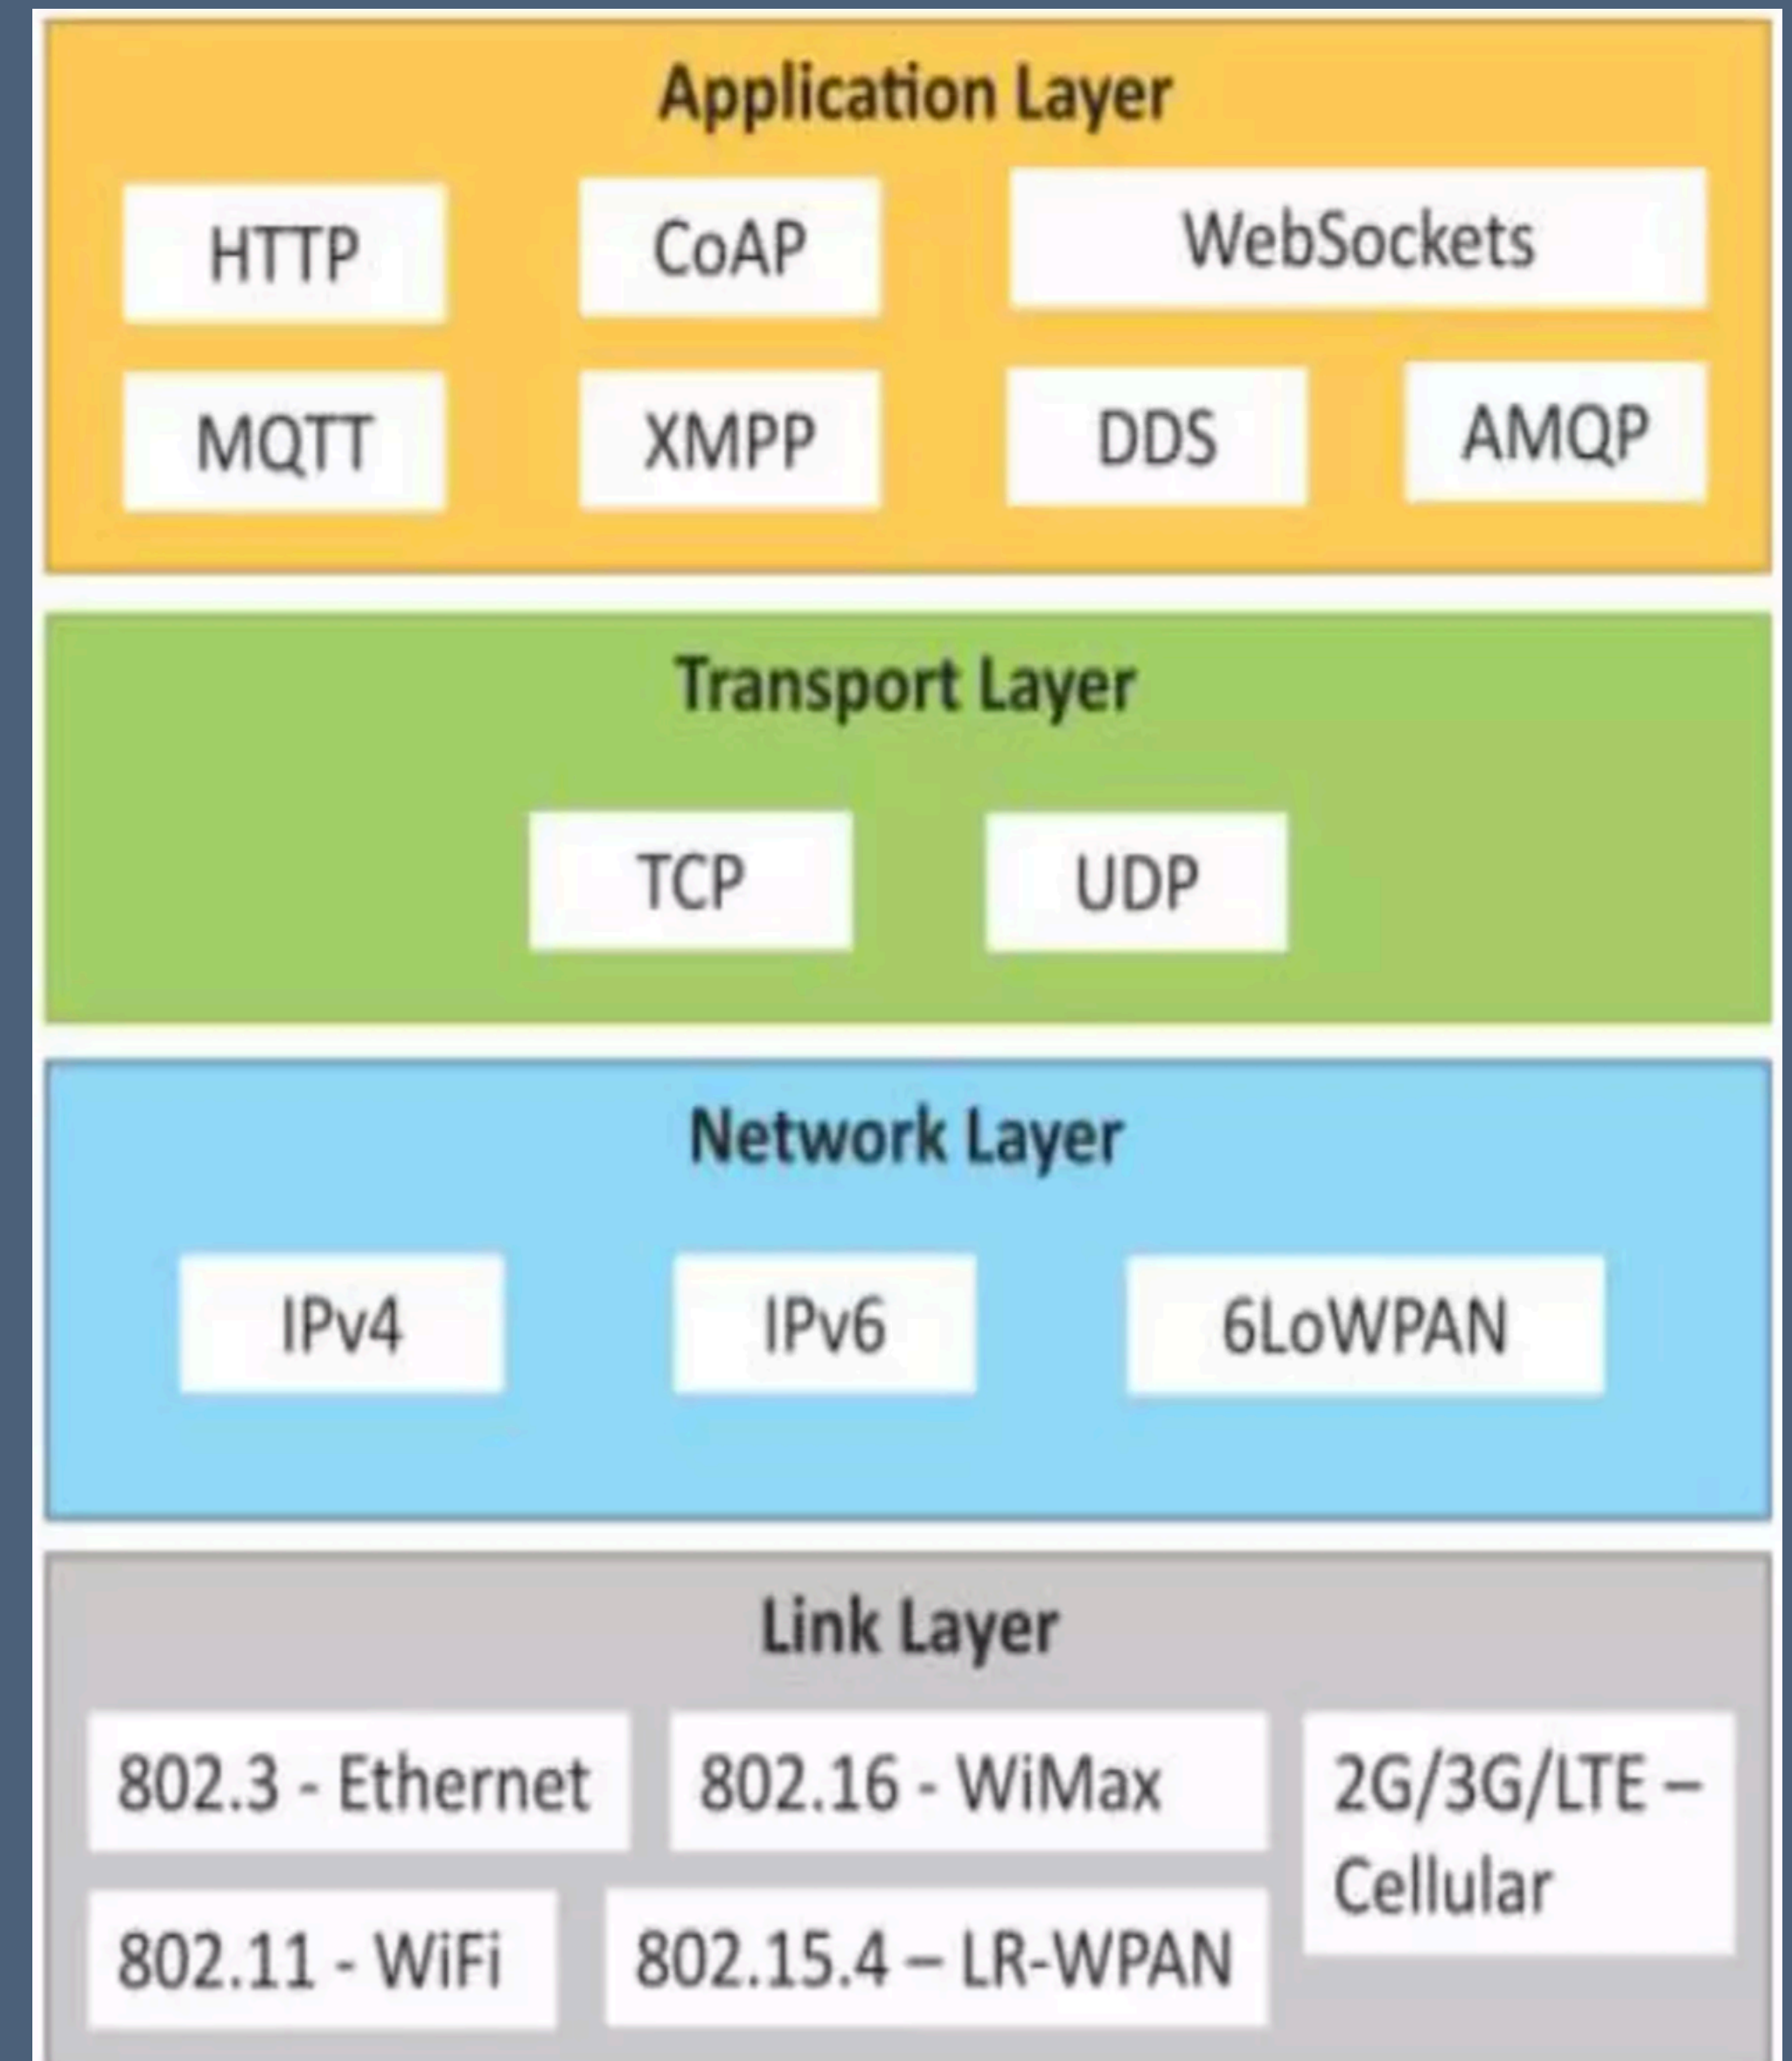 Application Layer
HTTP
CoAP
WebSockets
MQTT
XMPP
DDS
AMQP
Transport Layer
TCP
UDP
Network Layer
IPv4
IPv6
6LoWPAN
Link Layer
802.3 - Ethernet
802.16 - WiMax
2G/3G/LTE –
Cellular
802.11 - WiFi
802.15.4 – LR-WPAN